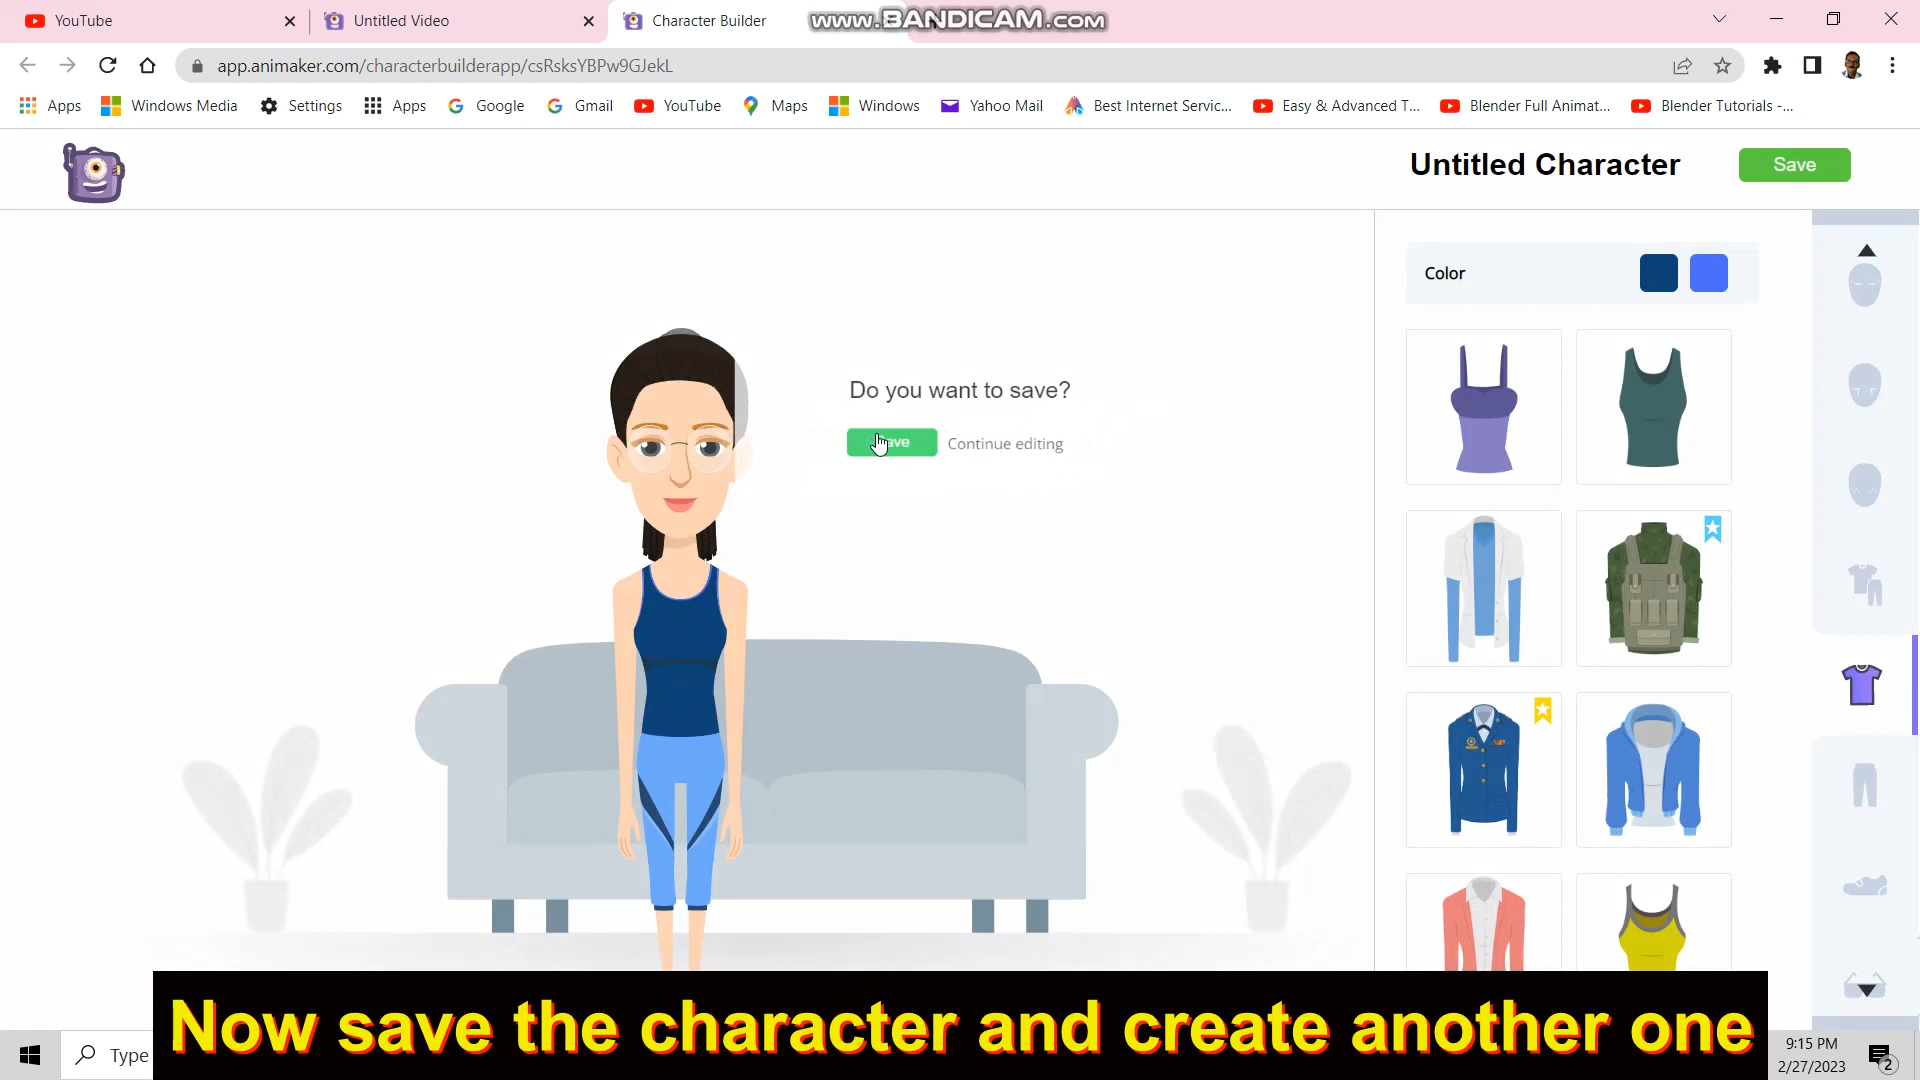 YouTube
Untitled Video
Character Builder
www.BANDICAM.com
app.animaker.com/characterbuilderapp/csRsksYBPw9GJekL
Apps
Windows Media
Settings
Apps
Google
Gmail
YouTube
Maps
Windows
Yahoo Mail
Best Internet Servic...
Easy & Advanced T...
Blender Full Animat...
Blender Tutorials -...
Untitled Character
Save
Color
Do you want to save?
Save
Continue editing
Now save the character and create another one
Type
9:15 PM
2/27/2023
2